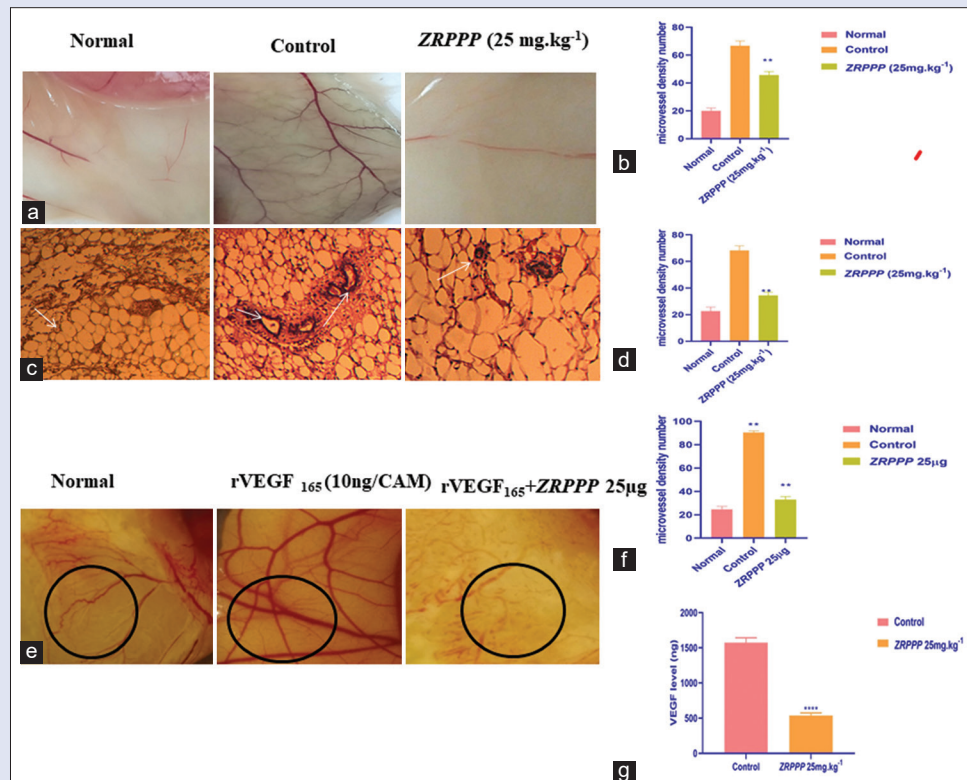 Normal
Control
ZRPPP (25 mg.kg⁻¹)
a
microvessel density number
80
60
40
20
0
**
Normal
Control
ZRPPP (25mg.kg⁻¹)
Normal
Control
ZRPPP (25mg.kg⁻¹)
b
c
microvessel density number
80
60
40
20
0
**
Normal
Control
ZRPPP (25mg.kg⁻¹)
Normal
Control
ZRPPP (25mg.kg⁻¹)
d
Normal
rVEGF 165 (10ng/CAM)
rVEGF165+ZRPPP 25µg
e
microvessel density number
100
80
60
40
20
0
**
**
Normal
Control
ZRPPP 25µg
Normal
Control
ZRPPP 25µg
f
VEGF level (ng)
2000
1500
1000
500
0
****
Control
ZRPPP 25mg.kg⁻¹
Control
ZRPPP 25mg.kg⁻¹
g